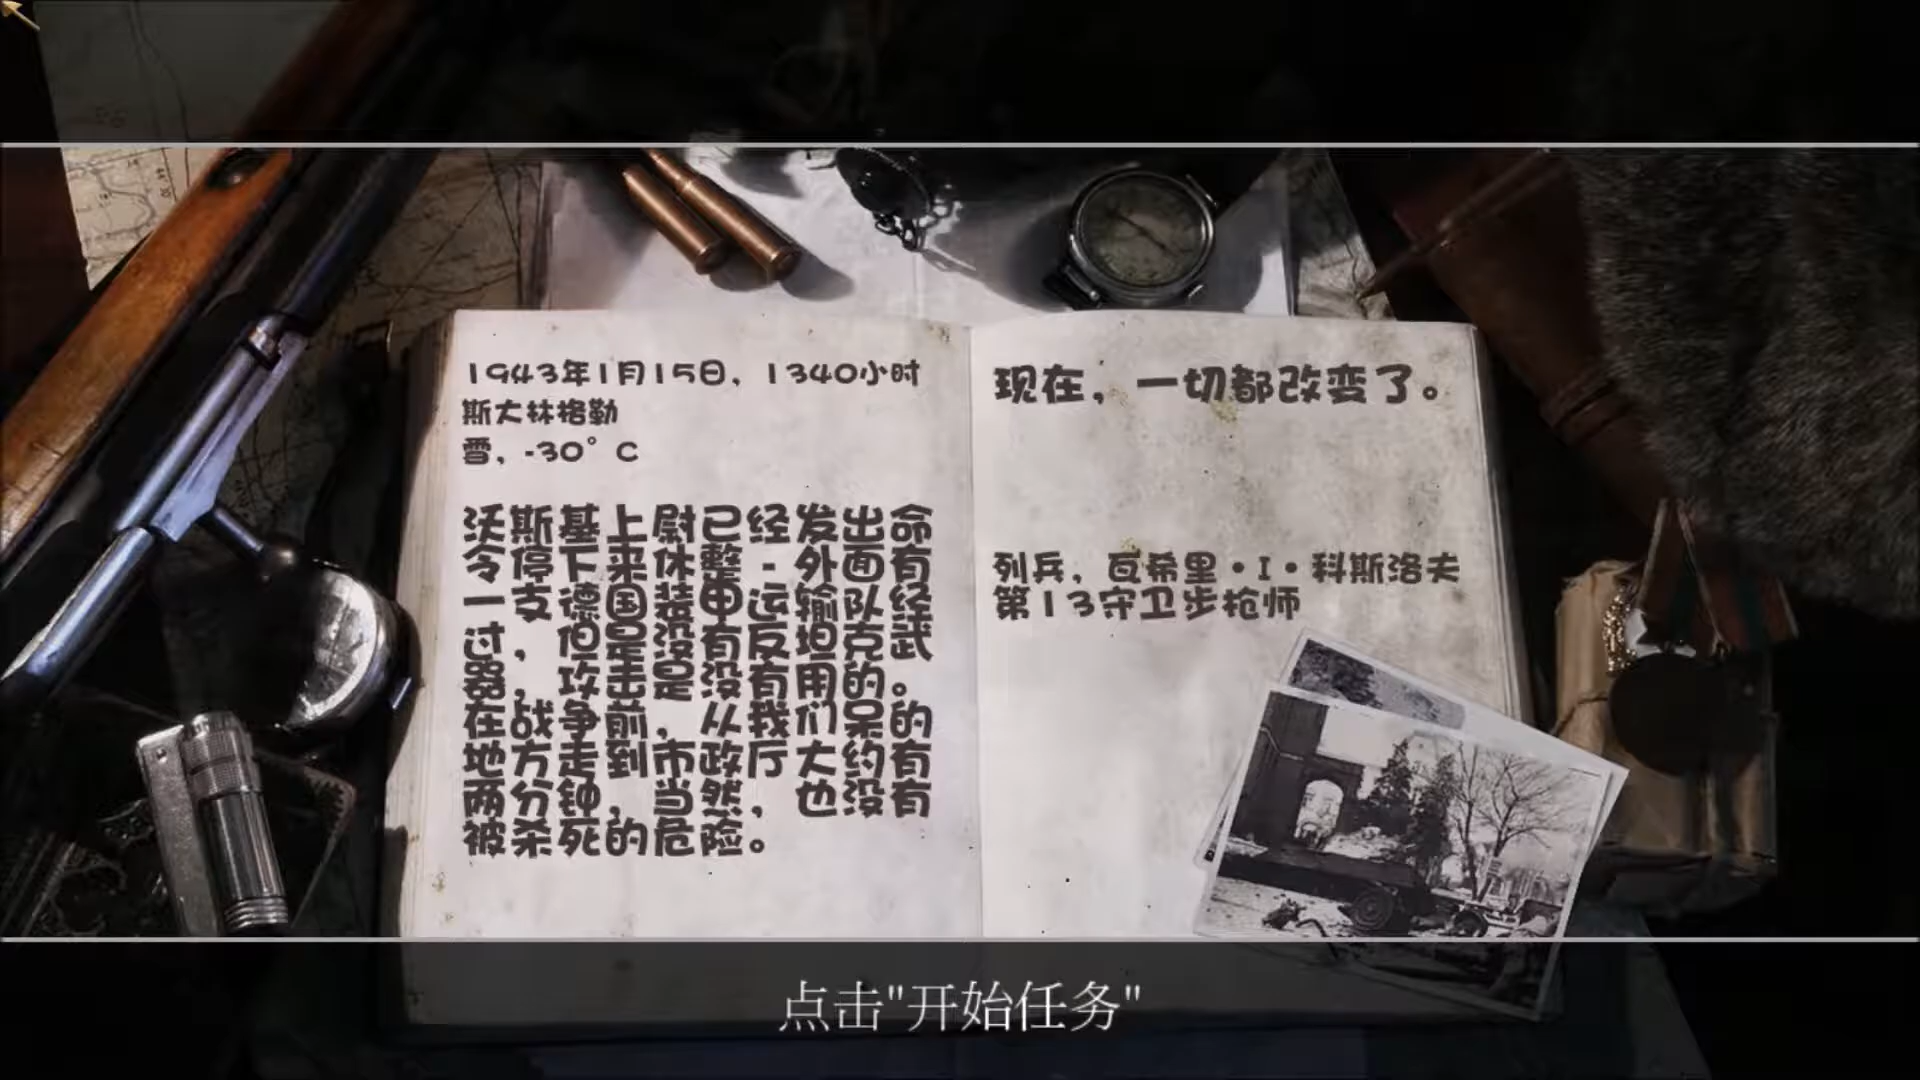 1943年1月15日，1340小时
斯大林格勒
雪，-30°C
沃斯基上尉已经发出命
令停下来休整-外面有
一支德国装甲运输队经
过，但是没有反坦克武
器，攻击是没有用的。
在战争前，从我们呆的
地方走到市政厅大约有
两分钟，当然，也没有
被杀死的危险。
现在，一切都改变了。
列兵，瓦希里·I·科斯洛夫
第13守卫步枪师
点击"开始任务"